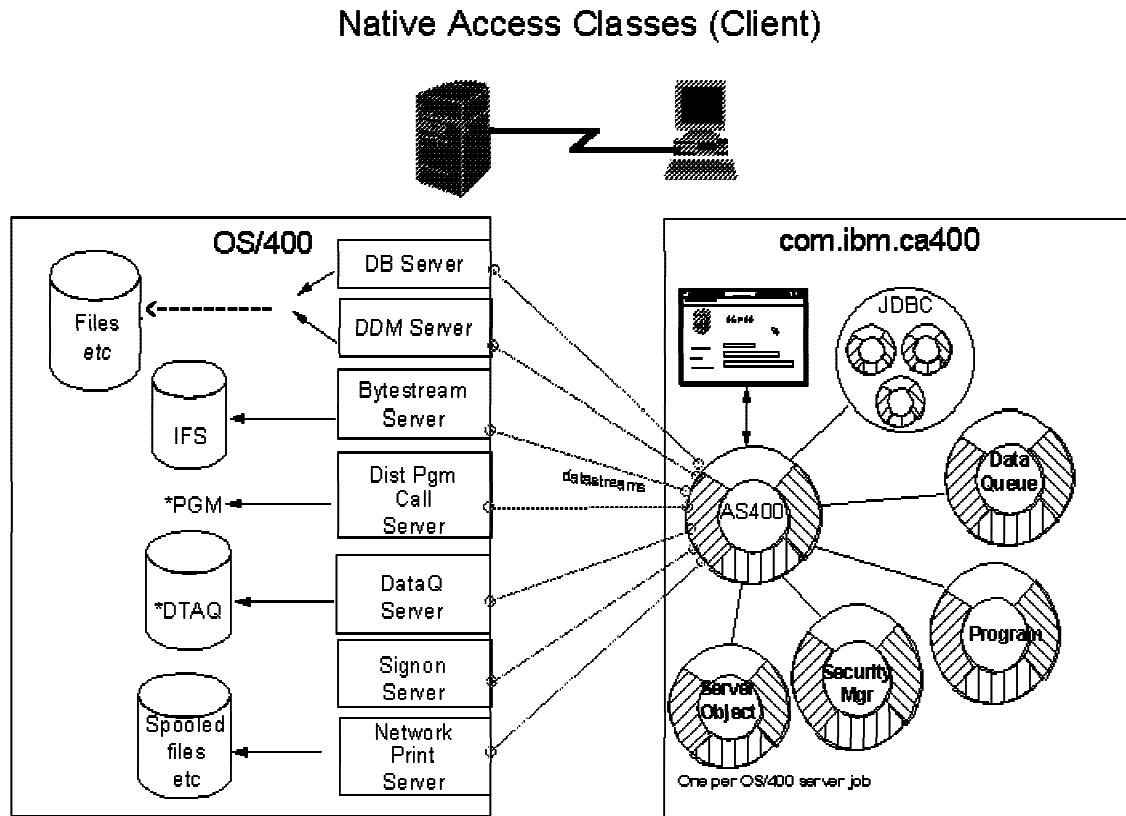 Native Access Classes (Client)
OS/400
Files
etc
IFS
*PGM
*DTAQ
Spooled
files
etc
DB Server
DDM Server
Bytestream
Server
Dist Pgm
Call
Server
DataQ
Server
Signon
Server
Network
Print
Server
datastreams
com.ibm.ca400
JDBC
AS400
Data
Queue
Program
Security
Mgr
Server
Object
One per OS/400 server job